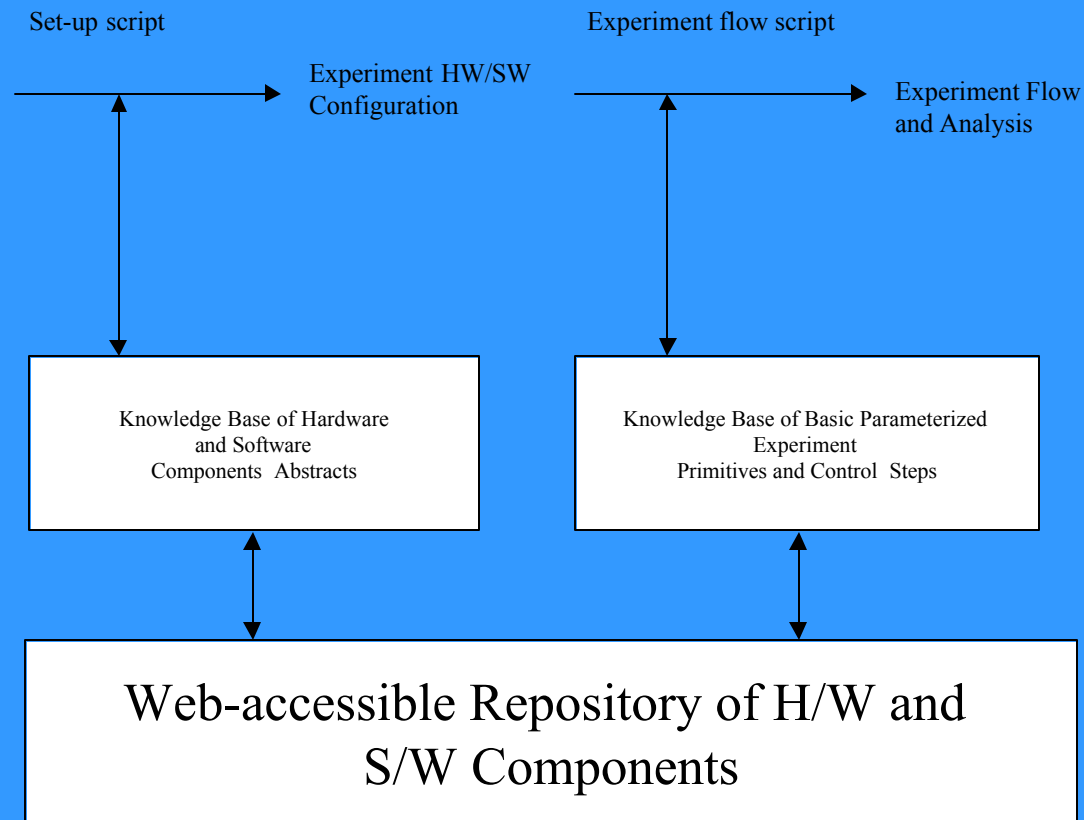 Set-up script
Experiment flow script
Experiment HW/SW
Configuration
Experiment Flow
and Analysis
Knowledge Base of Hardware
and Software
Components Abstracts
Knowledge Base of Basic Parameterized
Experiment
Primitives and Control Steps
Web-accessible Repository of H/W and
S/W Components